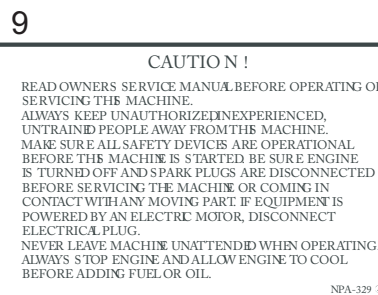 9
CAUTION!
READ OWNERS SERVICE MANUAL BEFORE OPERATING OR
SERVICING THIS MACHINE.
ALWAYS KEEP UNAUTHORIZED, INEXPERIENCED,
UNTRAINED PEOPLE AWAY FROM THIS MACHINE.
MAKE SURE ALL SAFETY DEVICES ARE OPERATIONAL
BEFORE THIS MACHINE IS STARTED. BE SURE ENGINE
IS TURNED OFF AND SPARK PLUGS ARE DISCONNECTED
BEFORE SERVICING THE MACHINE OR COMING IN
CONTACT WITH ANY MOVING PART. IF EQUIPMENT IS
POWERED BY AN ELECTRIC MOTOR, DISCONNECT
ELECTRICAL PLUG.
NEVER LEAVE MACHINE UNATTENDED WHEN OPERATING.
ALWAYS STOP ENGINE AND ALLOW ENGINE TO COOL
BEFORE ADDING FUEL OR OIL.
NPA-329